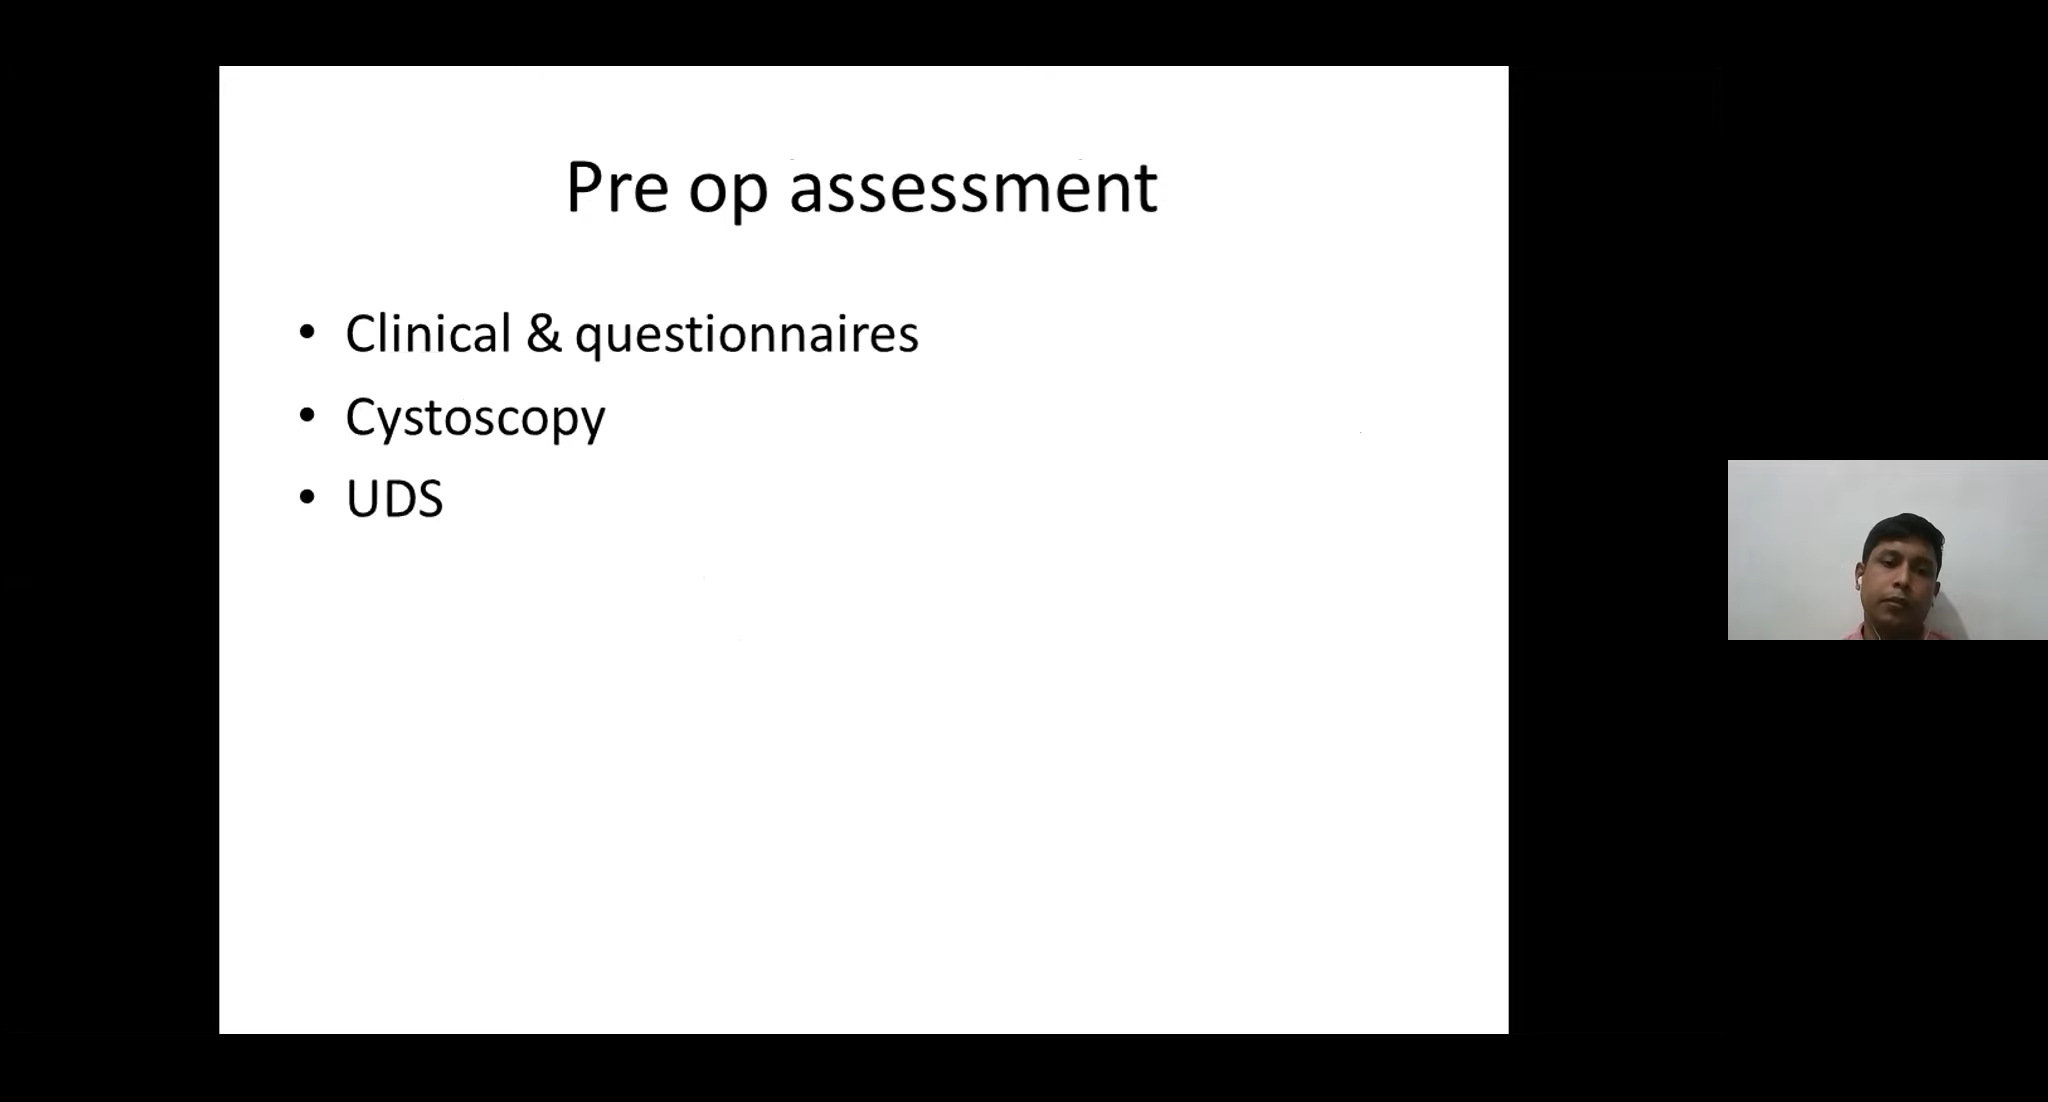 Pre op assessment
• Clinical & questionnaires
• Cystoscopy
• UDS